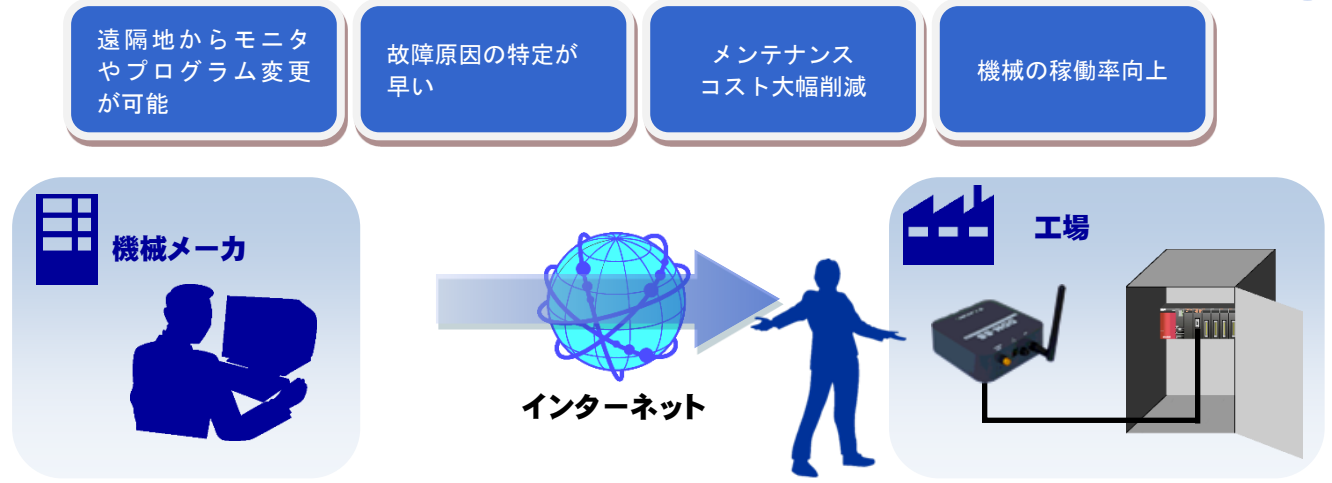 遠隔地からモニタ
やプログラム変更
が可能
故障原因の特定が
早い
メンテナンス
コスト大幅削減
機械の稼働率向上
機械メーカ
工場
インターネット